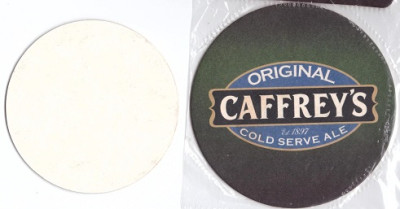 ORIGINAL
CAFFREY'S
Est. 1897
COLD SERVE ALE